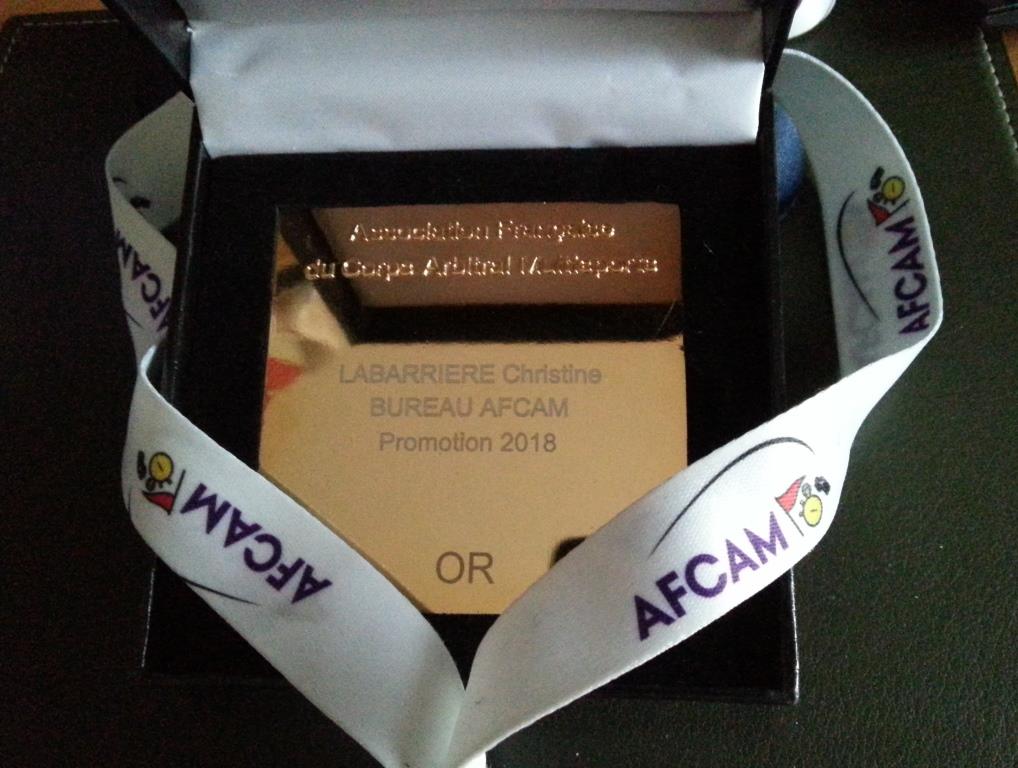 Association Française
du Corps Arbitral Multisports
LABARRIERE Christine
BUREAU AFCAM
Promotion 2018
OR
AFCAM
AFCAM
AFCAM
AFCAM